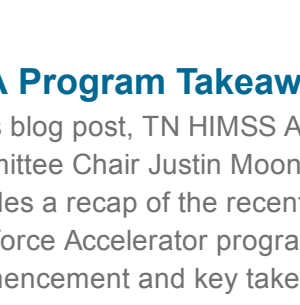 A Program Takeaw
s blog post, TN HIMSS A
mittee Chair Justin Moon
des a recap of the recent
force Accelerator progra
mencement and key take